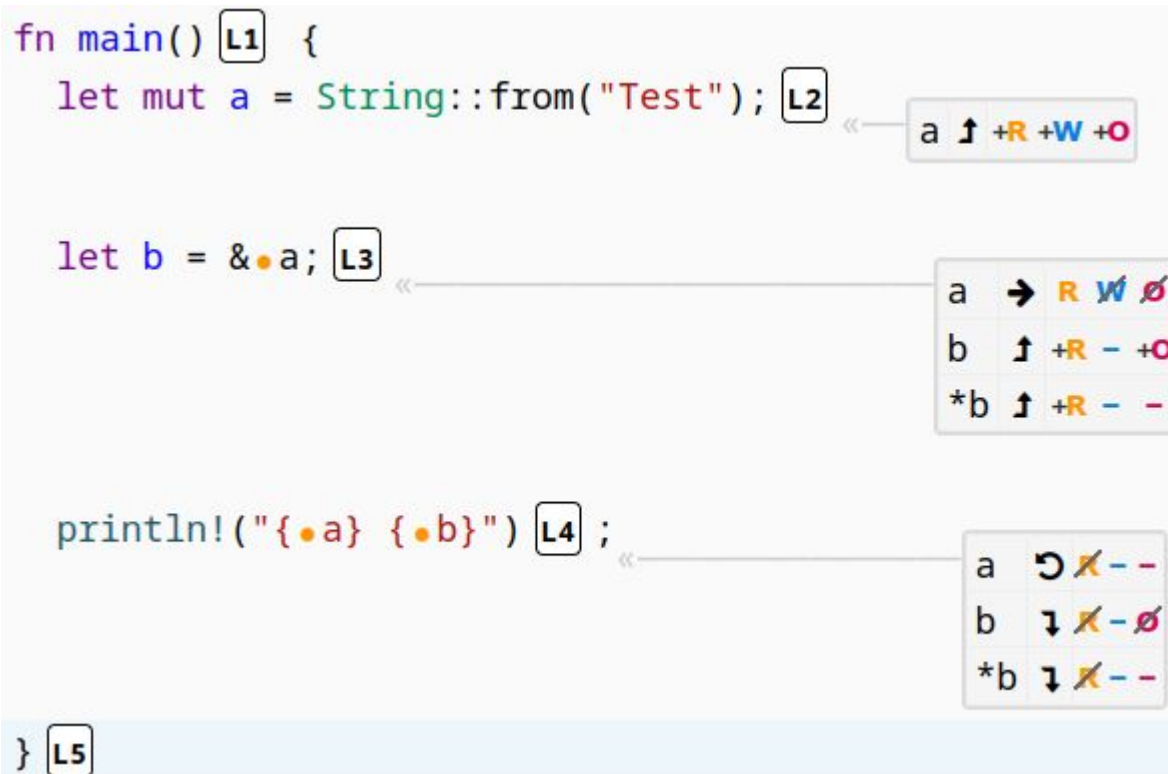 fn main() L1 {
let mut a = String::from("Test"); L2
« a ↥ +R +W +O
let b = &•a; L3
« a → R W O
b ↥ +R - +O
*b ↥ +R - -
println!("{•a} {•b}") L4 ;
« a ↺ R - -
b ↧ R - O
*b ↧ R - -
} L5